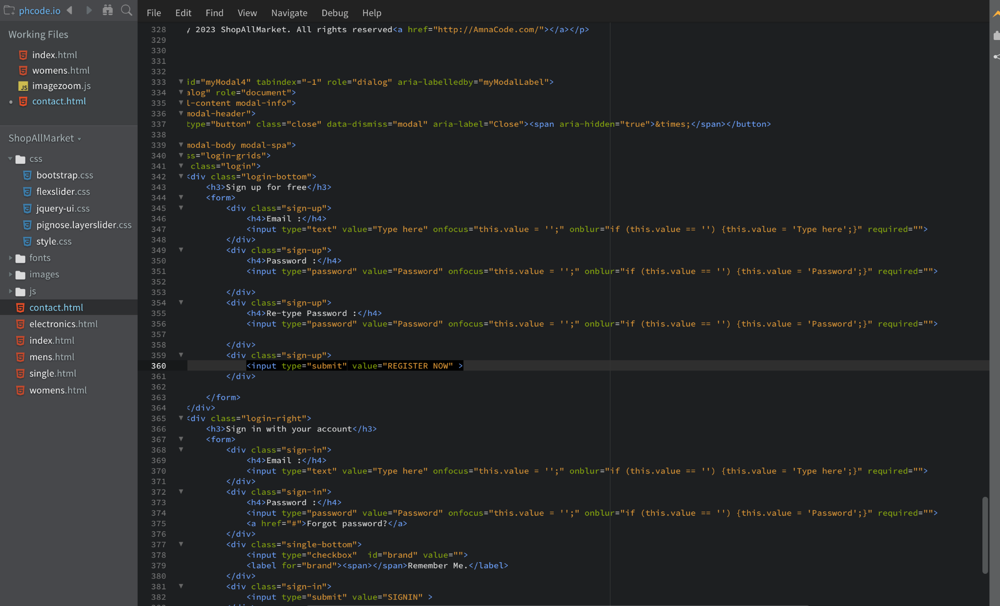 phcode.io
File Edit Find View Navigate Debug Help
Working Files
index.html
womens.html
imagezoom.js
contact.html
ShopAllMarket
css
bootstrap.css
flexslider.css
jquery-ui.css
pignose.layerslider.css
style.css
fonts
images
js
contact.html
electronics.html
index.html
mens.html
single.html
womens.html
328 y 2023 ShopAllMarket. All rights reserved<a href="http://AmnaCode.com/"></a></p>
329
330
331
332
333 id="myModal4" tabindex="-1" role="dialog" aria-labelledby="myModalLabel">
334 alog" role="document">
335 l-content modal-info">
336 modal-header">
337 type="button" class="close" data-dismiss="modal" aria-label="Close"><span aria-hidden="true">&times;</span></button>
338
339 modal-body modal-spa">
340 ss="login-grids">
341 class="login">
342 <div class="login-bottom">
343 <h3>Sign up for free</h3>
344 <form>
345 <div class="sign-up">
346 <h4>Email :</h4>
347 <input type="text" value="Type here" onfocus="this.value = '';" onblur="if (this.value == '') {this.value = 'Type here';}" required="">
348 </div>
349 <div class="sign-up">
350 <h4>Password :</h4>
351 <input type="password" value="Password" onfocus="this.value = '';" onblur="if (this.value == '') {this.value = 'Password';}" required="">
352
353 </div>
354 <div class="sign-up">
355 <h4>Re-type Password :</h4>
356 <input type="password" value="Password" onfocus="this.value = '';" onblur="if (this.value == '') {this.value = 'Password';}" required="">
357
358 </div>
359 <div class="sign-up">
360 <input type="submit" value="REGISTER NOW" >
361 </div>
362
363 </form>
364 </div>
365 <div class="login-right">
366 <h3>Sign in with your account</h3>
367 <form>
368 <div class="sign-in">
369 <h4>Email :</h4>
370 <input type="text" value="Type here" onfocus="this.value = '';" onblur="if (this.value == '') {this.value = 'Type here';}" required="">
371 </div>
372 <div class="sign-in">
373 <h4>Password :</h4>
374 <input type="password" value="Password" onfocus="this.value = '';" onblur="if (this.value == '') {this.value = 'Password';}" required="">
375 <a href="#">Forgot password?</a>
376 </div>
377 <div class="single-bottom">
378 <input type="checkbox"  id="brand" value="">
379 <label for="brand"><span></span>Remember Me.</label>
380 </div>
381 <div class="sign-in">
382 <input type="submit" value="SIGNIN" >